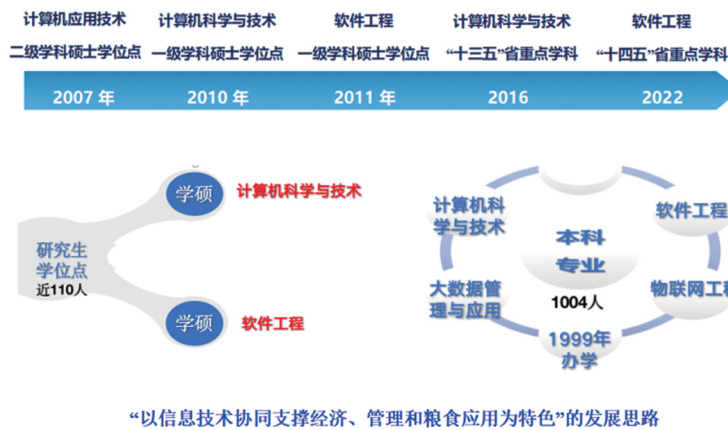 计算机应用技术
二级学科硕士学位点
计算机科学与技术
一级学科硕士学位点
软件工程
一级学科硕士学位点
计算机科学与技术
“十三五”省重点学科
软件工程
“十四五”省重点学科
2007 年
2010 年
2011 年
2016
2022
研究生
学位点
近110人
学硕
计算机科学与技术
学硕
软件工程
计算机科
学与技术
软件工程
本科
专业
1004人
大数据管
理与应用
物联网工
1999年
办学
“以信息技术协同支撑经济、管理和粮食应用为特色”的发展思路